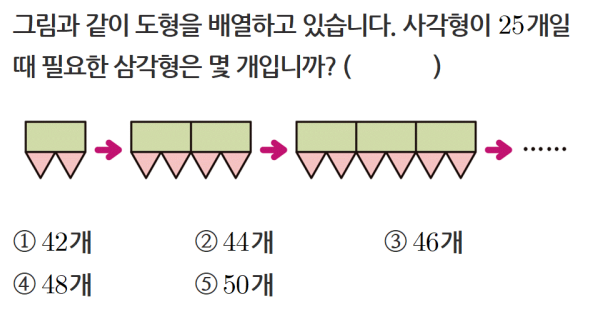 그림과 같이 도형을 배열하고 있습니다. 사각형이 25개일
때 필요한 삼각형은 몇 개입니까? (          )
······
① 42개 ② 44개 ③ 46개
④ 48개 ⑤ 50개